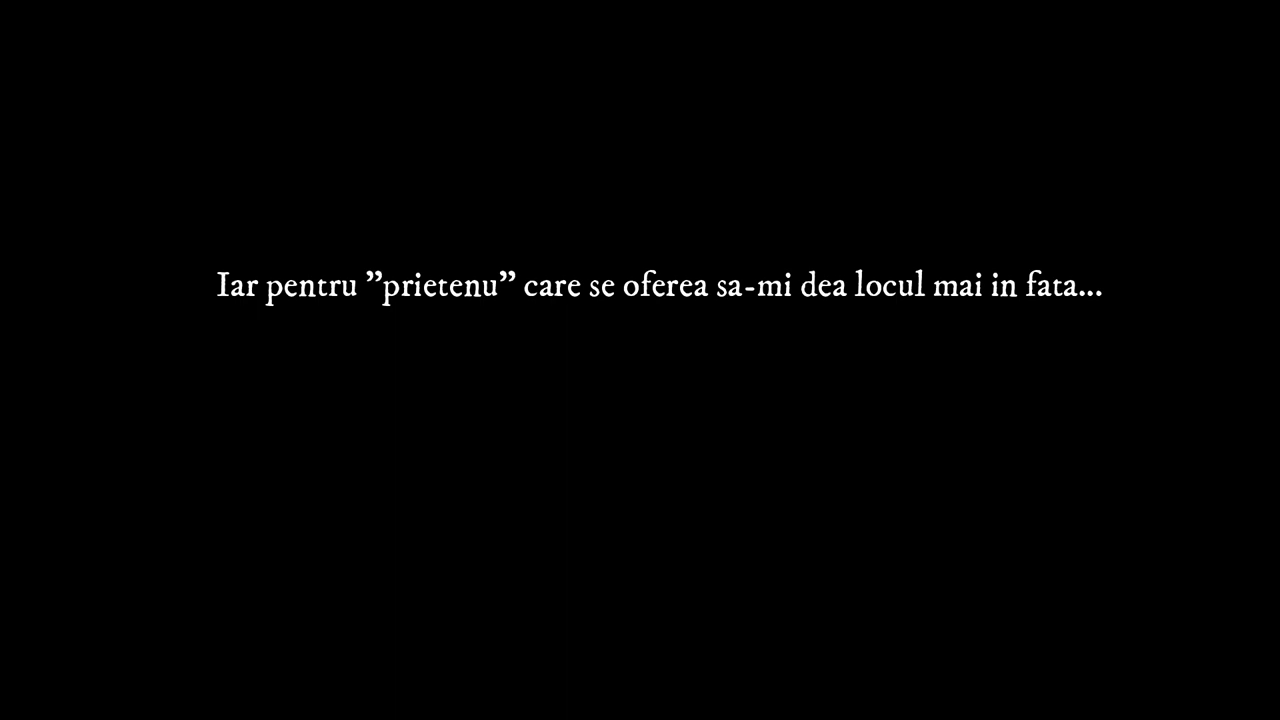 Iar pentru ”prietenu” care se oferea sa-mi dea locul mai in fata...